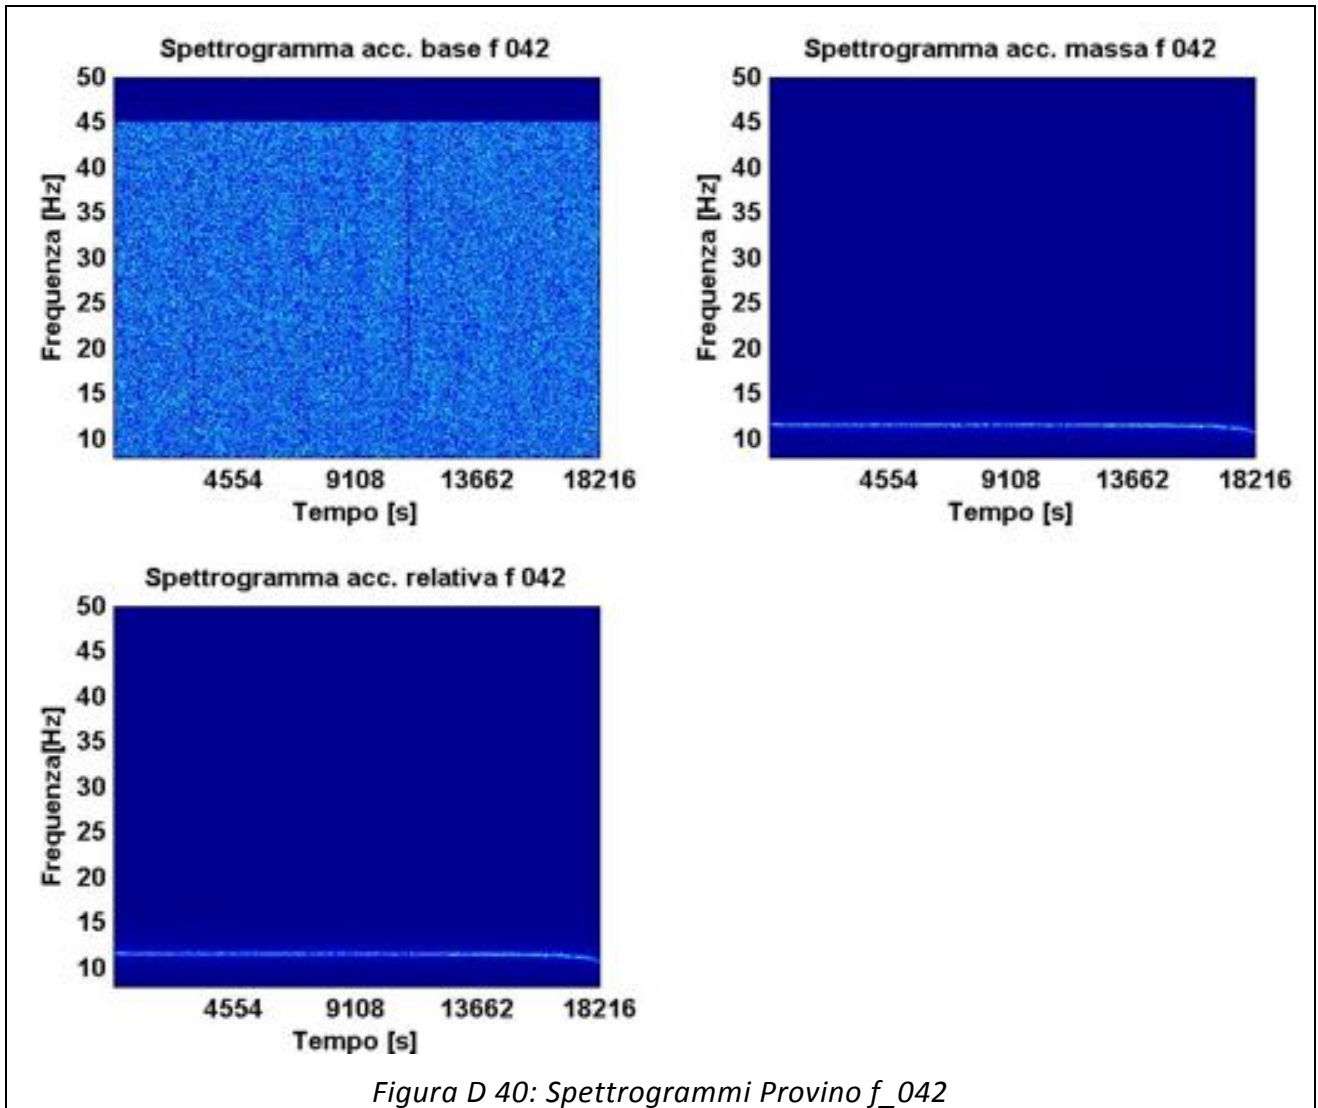 Spettrogramma acc. base f 042
50
45
40
35
30
25
20
15
10
Frequenza [Hz]
4554 9108 13662 18216
Tempo [s]
Spettrogramma acc. massa f 042
50
45
40
35
30
25
20
15
10
Frequenza [Hz]
4554 9108 13662 18216
Tempo [s]
Spettrogramma acc. relativa f 042
50
45
40
35
30
25
20
15
10
Frequenza[Hz]
4554 9108 13662 18216
Tempo [s]
Figura D 40: Spettrogrammi Provino f_042